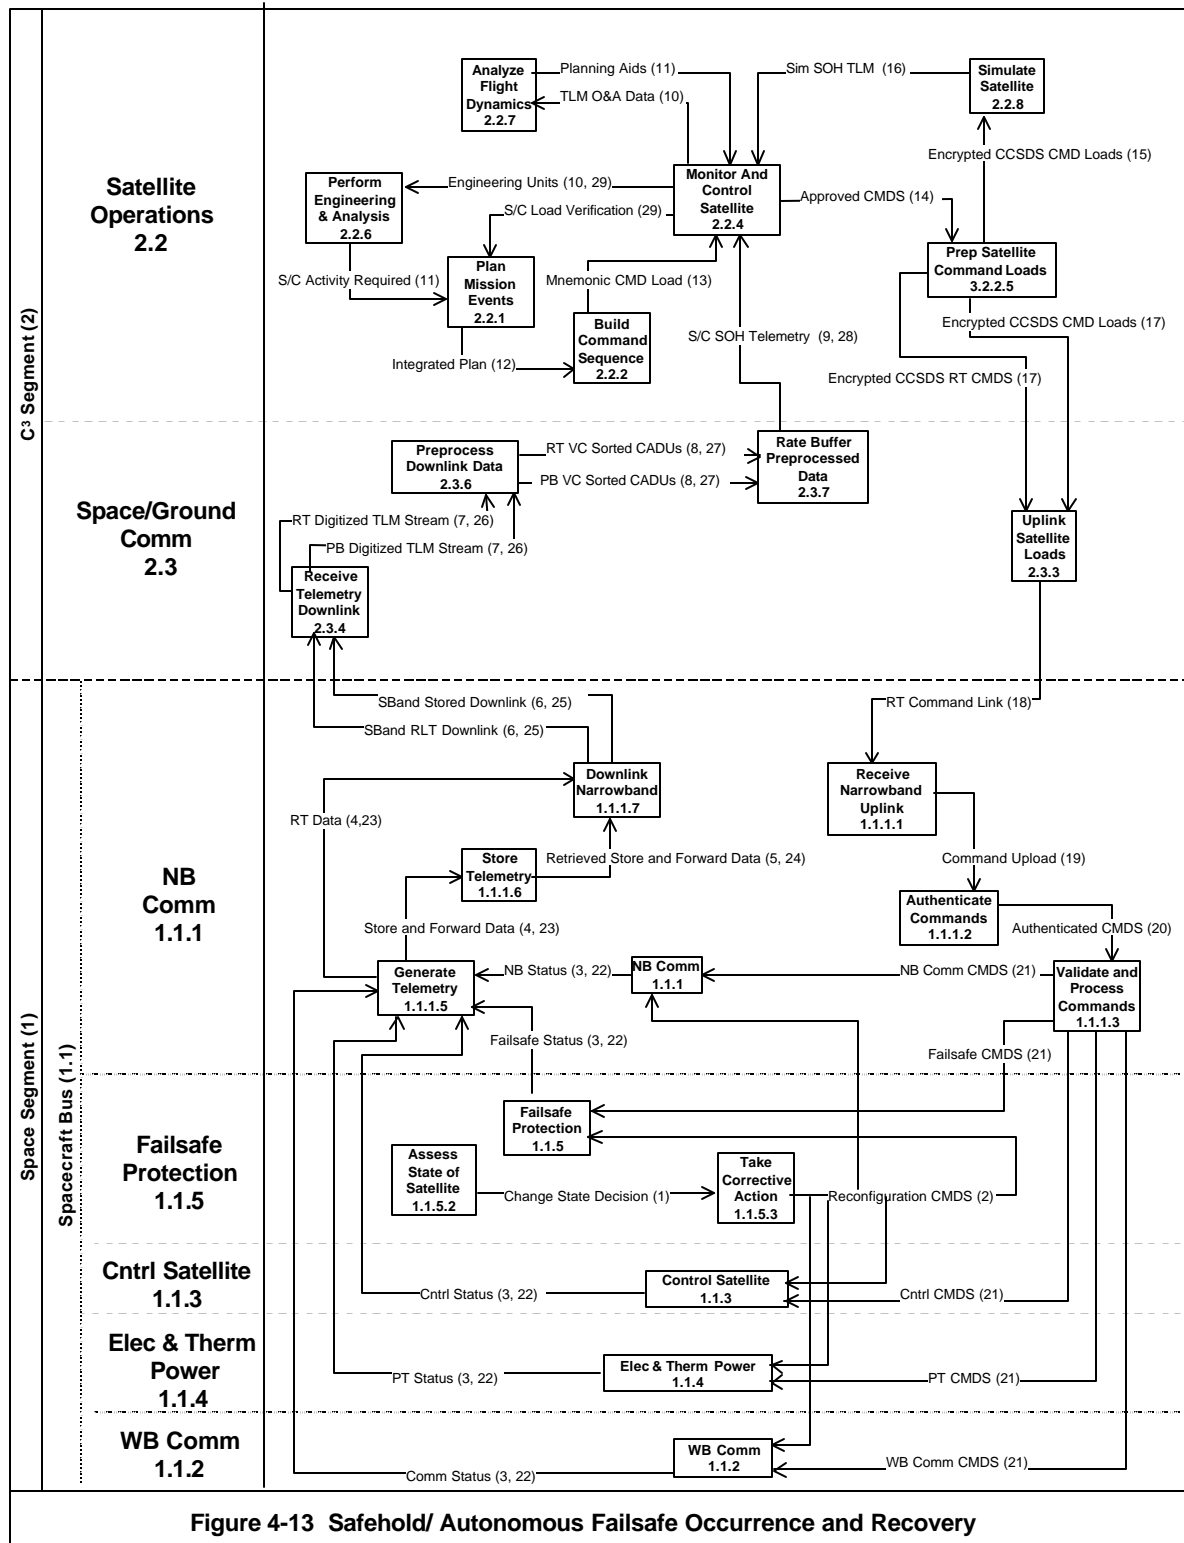 Analyze
Flight
Dynamics
2.2.7
Planning Aids (11)
TLM O&A Data (10)
Sim SOH TLM (16)
Simulate
Satellite
2.2.8
Encrypted CCSDS CMD Loads (15)
Satellite
Operations
2.2
Perform
Engineering
& Analysis
2.2.6
Engineering Units (10, 29)
S/C Load Verification (29)
Monitor And
Control
Satellite
2.2.4
Approved CMDS (14)
Prep Satellite
Command Loads
3.2.2.5
S/C Activity Required (11)
Plan
Mission
Events
2.2.1
Mnemonic CMD Load (13)
Build
Command
Sequence
2.2.2
Integrated Plan (12)
S/C SOH Telemetry (9, 28)
Encrypted CCSDS CMD Loads (17)
Encrypted CCSDS RT CMDS (17)
C³ Segment (2)
Space/Ground
Comm
2.3
Preprocess
Downlink Data
2.3.6
RT VC Sorted CADUs (8, 27)
PB VC Sorted CADUs (8, 27)
Rate Buffer
Preprocessed
Data
2.3.7
RT Digitized TLM Stream (7, 26)
PB Digitized TLM Stream (7, 26)
Receive
Telemetry
Downlink
2.3.4
Uplink
Satellite
Loads
2.3.3
SBand Stored Downlink (6, 25)
SBand RLT Downlink (6, 25)
RT Command Link (18)
NB
Comm
1.1.1
Downlink
Narrowband
1.1.1.7
Receive
Narrowband
Uplink
1.1.1.1
RT Data (4,23)
Store
Telemetry
1.1.1.6
Retrieved Store and Forward Data (5, 24)
Command Upload (19)
Authenticate
Commands
1.1.1.2
Store and Forward Data (4, 23)
Authenticated CMDS (20)
Generate
Telemetry
1.1.1.5
NB Status (3, 22)
NB Comm
1.1.1
NB Comm CMDS (21)
Validate and
Process
Commands
1.1.1.3
Failsafe Status (3, 22)
Failsafe CMDS (21)
Space Segment (1)
Spacecraft Bus (1.1)
Failsafe
Protection
1.1.5
Failsafe
Protection
1.1.5
Assess
State of
Satellite
1.1.5.2
Change State Decision (1)
Take
Corrective
Action
1.1.5.3
Reconfiguration CMDS (2)
Cntrl Satellite
1.1.3
Cntrl Status (3, 22)
Control Satellite
1.1.3
Cntrl CMDS (21)
Elec & Therm
Power
1.1.4
PT Status (3, 22)
Elec & Therm Power
1.1.4
PT CMDS (21)
WB Comm
1.1.2
Comm Status (3, 22)
WB Comm
1.1.2
WB Comm CMDS (21)
Figure 4-13 Safehold/ Autonomous Failsafe Occurrence and Recovery